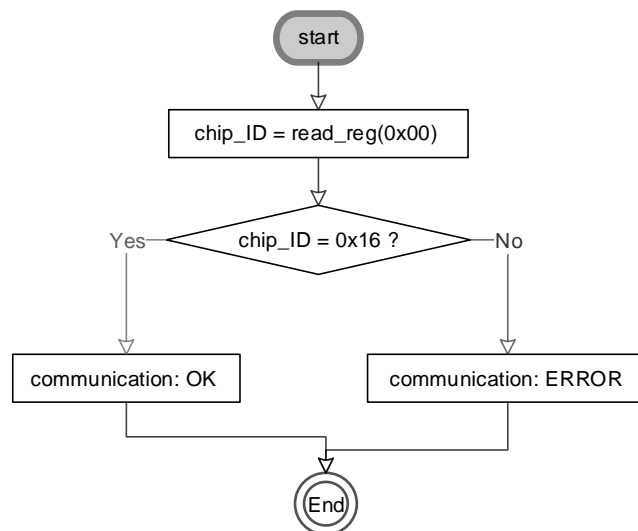 start
chip_ID = read_reg(0x00)
chip_ID = 0x16 ?
Yes
No
communication: OK
communication: ERROR
End